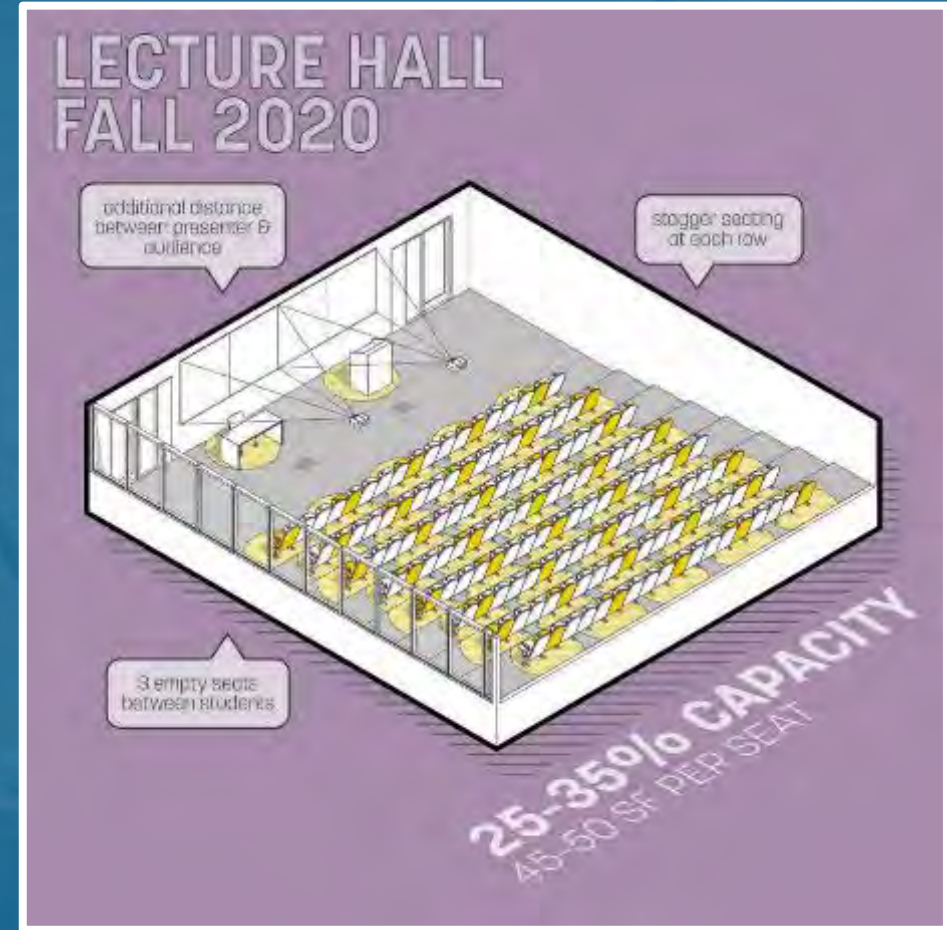 LECTURE HALL
FALL 2020
additional distance
between presenter &
audience
stagger seating
at each row
3 empty seats
between students
25-35% CAPACITY
45-50 SF PER SEAT